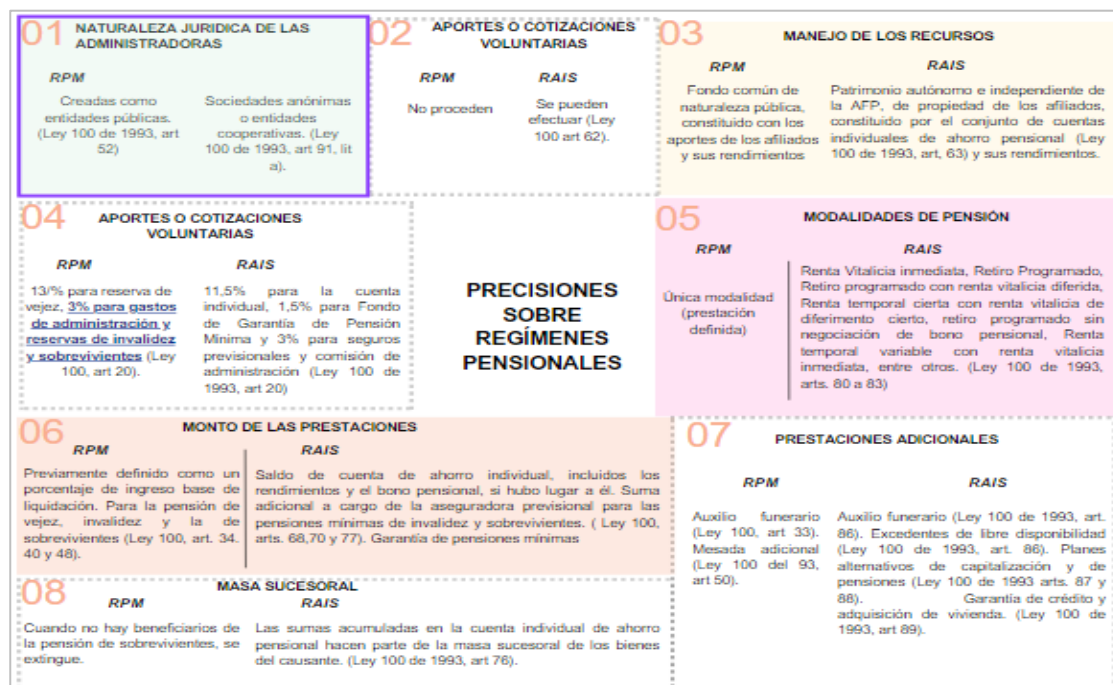 01 NATURALEZA JURIDICA DE LAS
ADMINISTRADORAS
RPM
Creadas como
entidades públicas.
(Ley 100 de 1993, art
52)
Sociedades anónimas
o entidades
cooperativas. (Ley
100 de 1993, art 91, lit
a).
02 APORTES O COTIZACIONES
VOLUNTARIAS
RPM
No proceden
RAIS
Se pueden
efectuar (Ley
100 art 62).
03 MANEJO DE LOS RECURSOS
RPM
Fondo común de
naturaleza pública,
constituido con los
aportes de los afiliados
y sus rendimientos
RAIS
Patrimonio autónomo e independiente de
la AFP, de propiedad de los afiliados,
constituido por el conjunto de cuentas
individuales de ahorro pensional (Ley
100 de 1993, art, 63) y sus rendimientos.
04 APORTES O COTIZACIONES
VOLUNTARIAS
RPM
13/% para reserva de
vejez, 3% para gastos
de administración y
reservas de invalidez
y sobrevivientes (Ley
100, art 20).
RAIS
11,5% para la cuenta
individual, 1,5% para Fondo
de Garantía de Pensión
Mínima y 3% para seguros
previsionales y comisión de
administración (Ley 100 de
1993, art 20)
PRECISIONES
SOBRE
REGÍMENES
PENSIONALES
05 MODALIDADES DE PENSIÓN
RPM
Única modalidad
(prestación
definida)
RAIS
Renta Vitalicia inmediata, Retiro Programado,
Retiro programado con renta vitalicia diferida,
Renta temporal cierta con renta vitalicia de
diferimento cierto, retiro programado sin
negociación de bono pensional, Renta
temporal variable con renta vitalicia
inmediata, entre otros. (Ley 100 de 1993,
arts. 80 a 83)
06 MONTO DE LAS PRESTACIONES
RPM
Previamente definido como un
porcentaje de ingreso base de
liquidación. Para la pensión de
vejez, invalidez y la de
sobrevivientes (Ley 100, art. 34.
40 y 48).
RAIS
Saldo de cuenta de ahorro individual, incluidos los
rendimientos y el bono pensional, si hubo lugar a él. Suma
adicional a cargo de la aseguradora previsional para las
pensiones mínimas de invalidez y sobrevivientes. ( Ley 100,
arts. 68,70 y 77). Garantía de pensiones mínimas
07 PRESTACIONES ADICIONALES
RPM
Auxilio funerario
(Ley 100, art 33).
Mesada adicional
(Ley 100 del 93,
art 50).
RAIS
Auxilio funerario (Ley 100 de 1993, art.
86). Excedentes de libre disponibilidad
(Ley 100 de 1993, art. 86). Planes
alternativos de capitalización y de
pensiones (Ley 100 de 1993 arts. 87 y
88). Garantía de crédito y
adquisición de vivienda. (Ley 100 de
1993, art 89).
08 MASA SUCESORAL
RPM
Cuando no hay beneficiarios de
la pensión de sobrevivientes, se
extingue.
RAIS
Las sumas acumuladas en la cuenta individual de ahorro
pensional hacen parte de la masa sucesoral de los bienes
del causante. (Ley 100 de 1993, art 76).